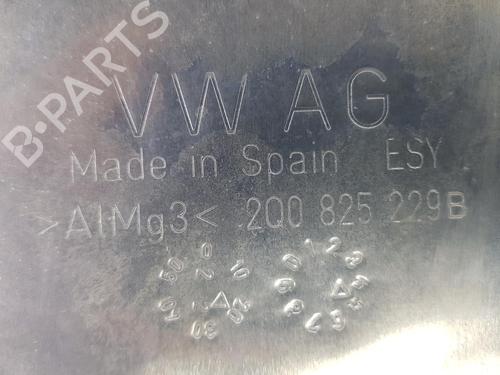 B-PARTS
VW AG
Made in Spain ESY
>AlMg3< 2Q0 825 229B